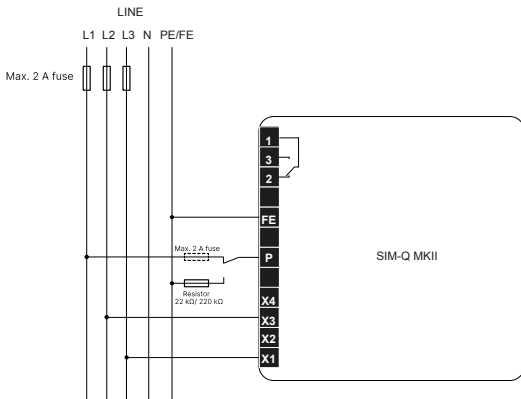 LINE
L1 L2 L3 N PE/FE
Max. 2 A fuse
1
3
2
FE
Max. 2 A fuse
P
SIM-Q MKII
Resistor
22 kΩ/ 220 kΩ
X4
X3
X2
X1